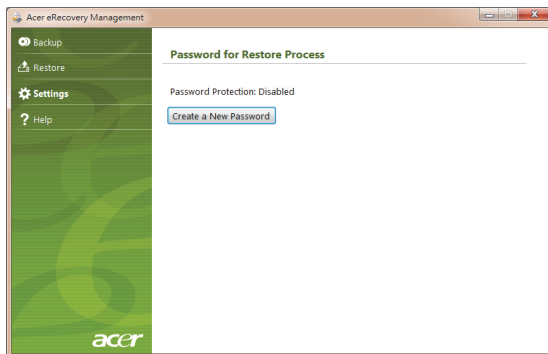 Acer eRecovery Management
Backup
Restore
Settings
? Help
Password for Restore Process
Password Protection: Disabled
Create a New Password
acer